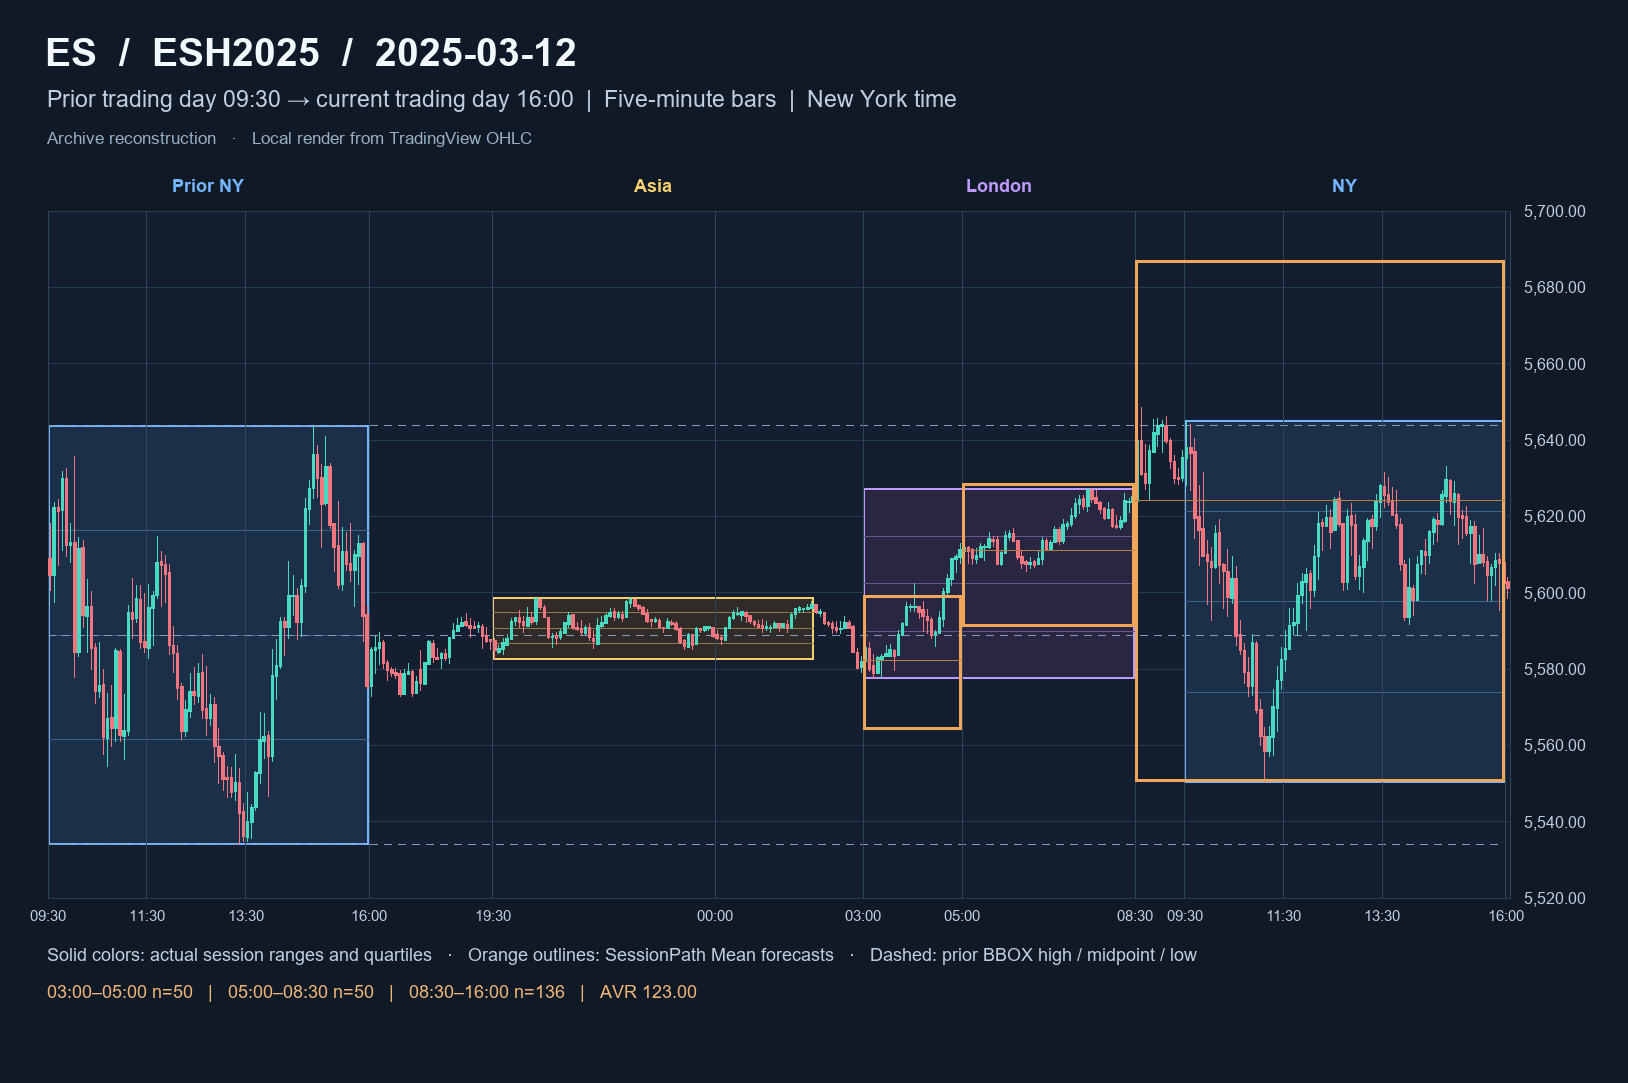 ES / ESH2025 / 2025-03-12
Prior trading day 09:30 → current trading day 16:00 | Five-minute bars | New York time
Archive reconstruction · Local render from TradingView OHLC
Prior NY Asia London NY
5,700.00
5,680.00
5,660.00
5,640.00
5,620.00
5,600.00
5,580.00
5,560.00
5,540.00
5,520.00
09:30 11:30 13:30 16:00 19:30 00:00 03:00 05:00 08:30 09:30 11:30 13:30 16:00
Solid colors: actual session ranges and quartiles · Orange outlines: SessionPath Mean forecasts · Dashed: prior BBOX high / midpoint / low
03:00–05:00 n=50 | 05:00–08:30 n=50 | 08:30–16:00 n=136 | AVR 123.00